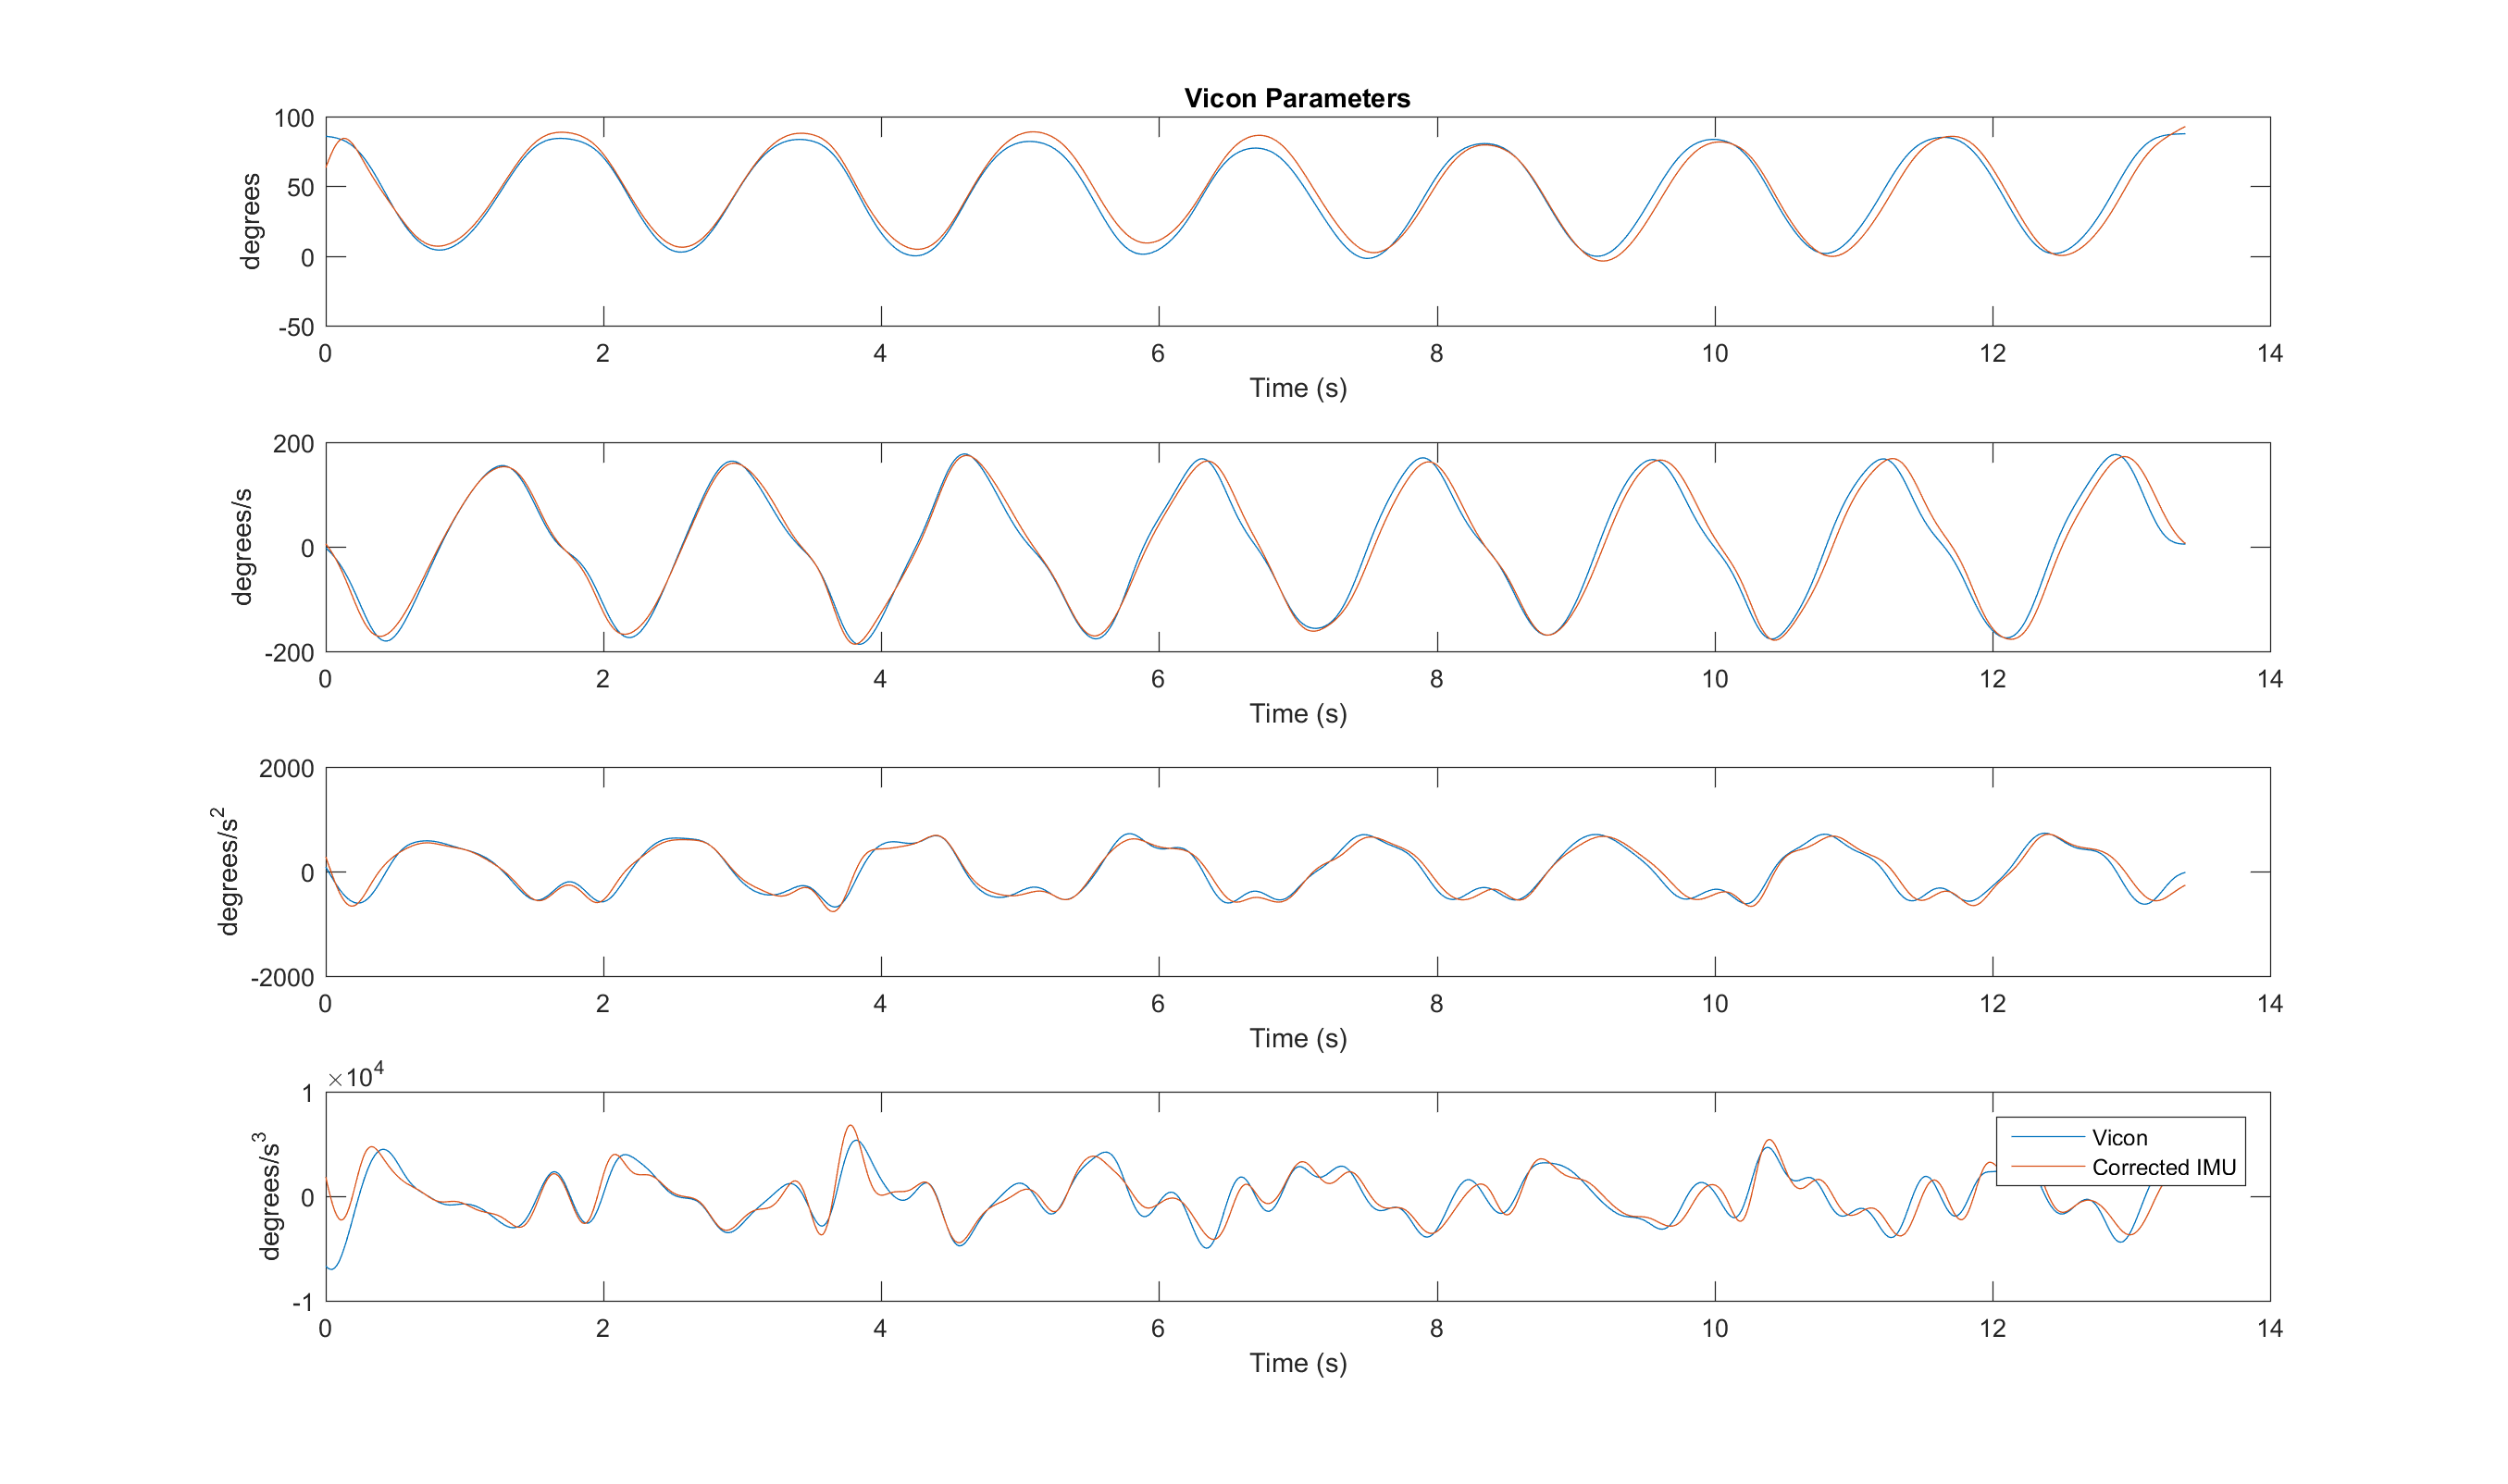 Vicon Parameters
100
50
0
-50
degrees
0 2 4 6 8 10 12 14
Time (s)
200
0
-200
degrees/s
0 2 4 6 8 10 12 14
Time (s)
2000
0
-2000
degrees/s²
0 2 4 6 8 10 12 14
Time (s)
×10⁴
1
0
-1
degrees/s³
Vicon
Corrected IMU
0 2 4 6 8 10 12 14
Time (s)